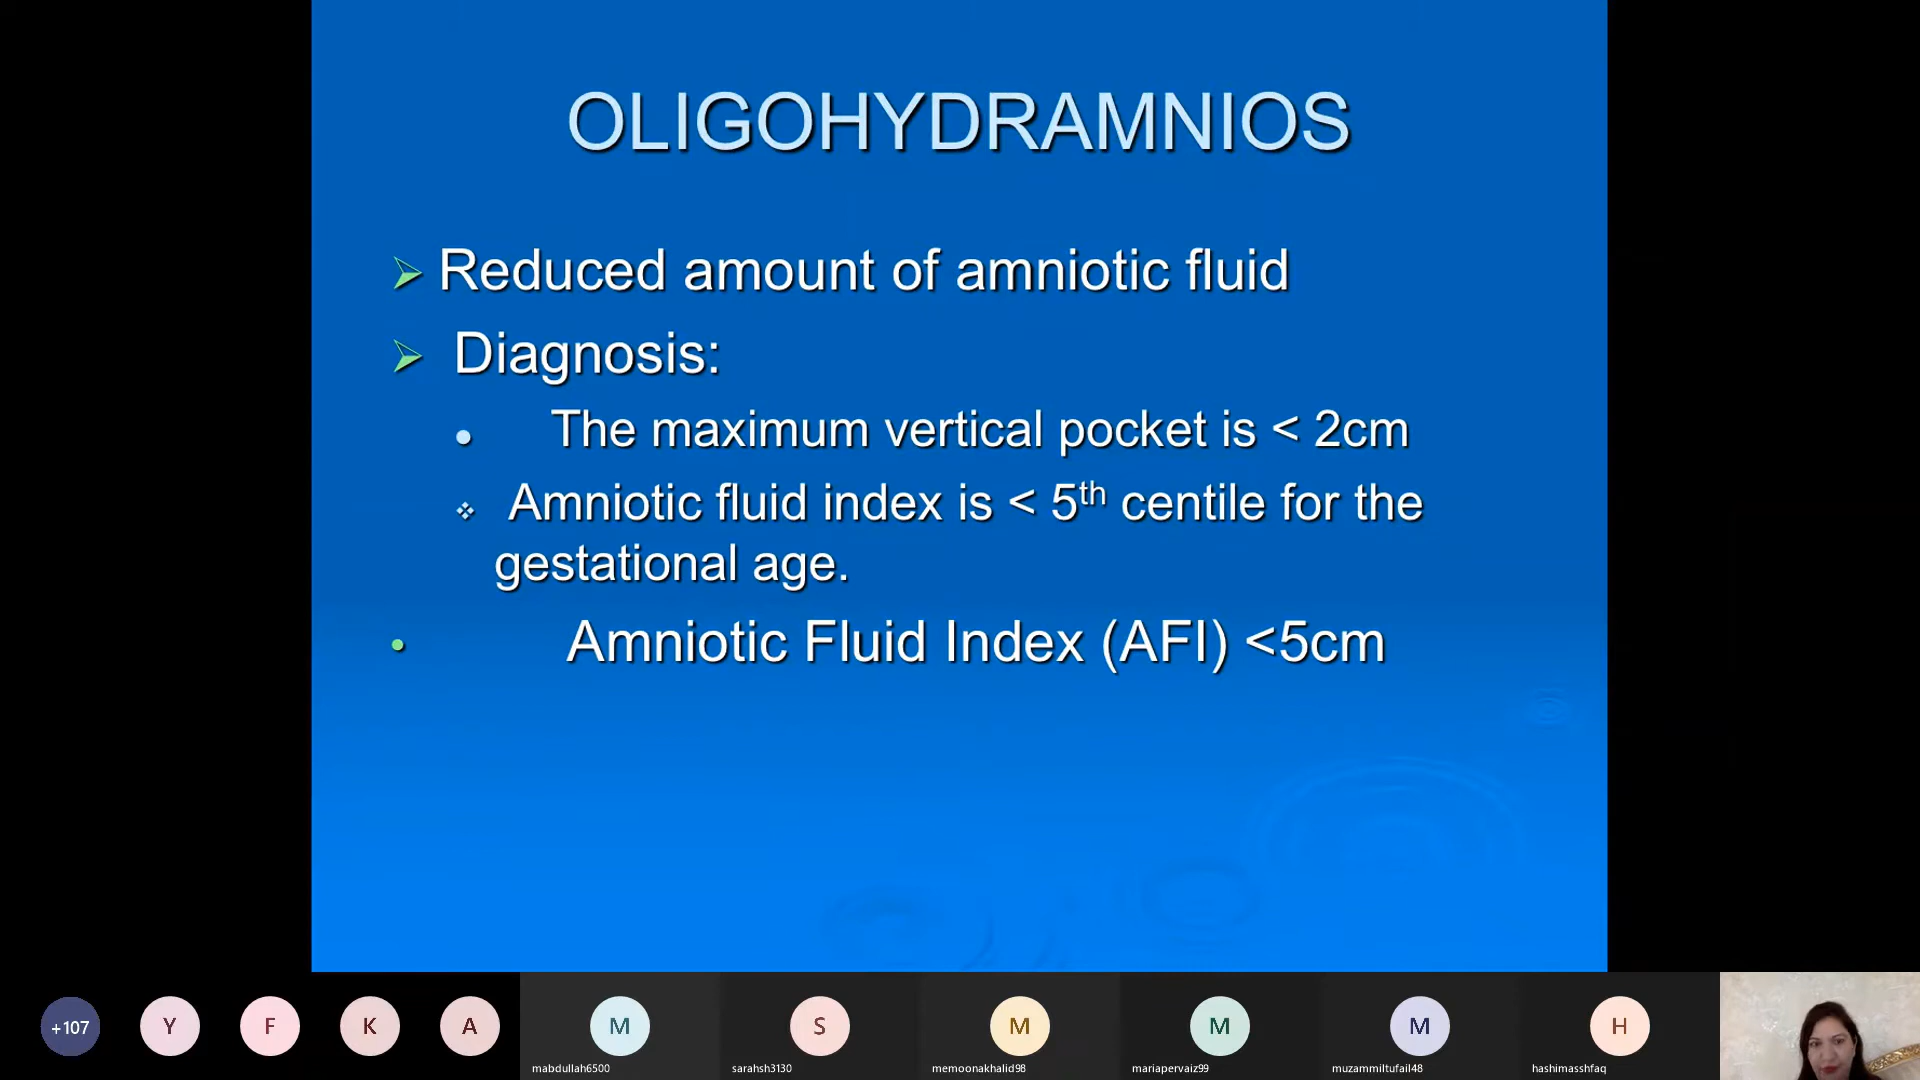 OLIGOHYDRAMNIOS
Reduced amount of amniotic fluid
Diagnosis:
The maximum vertical pocket is < 2cm
Amniotic fluid index is < 5th centile for the
gestational age.
Amniotic Fluid Index (AFI) <5cm
+107
Y
F
K
A
M
S
M
M
M
H
mabdullah6500
sarahsh3130
memoonakhalid98
mariapervaiz99
muzammiltufail48
hashimasshfaq